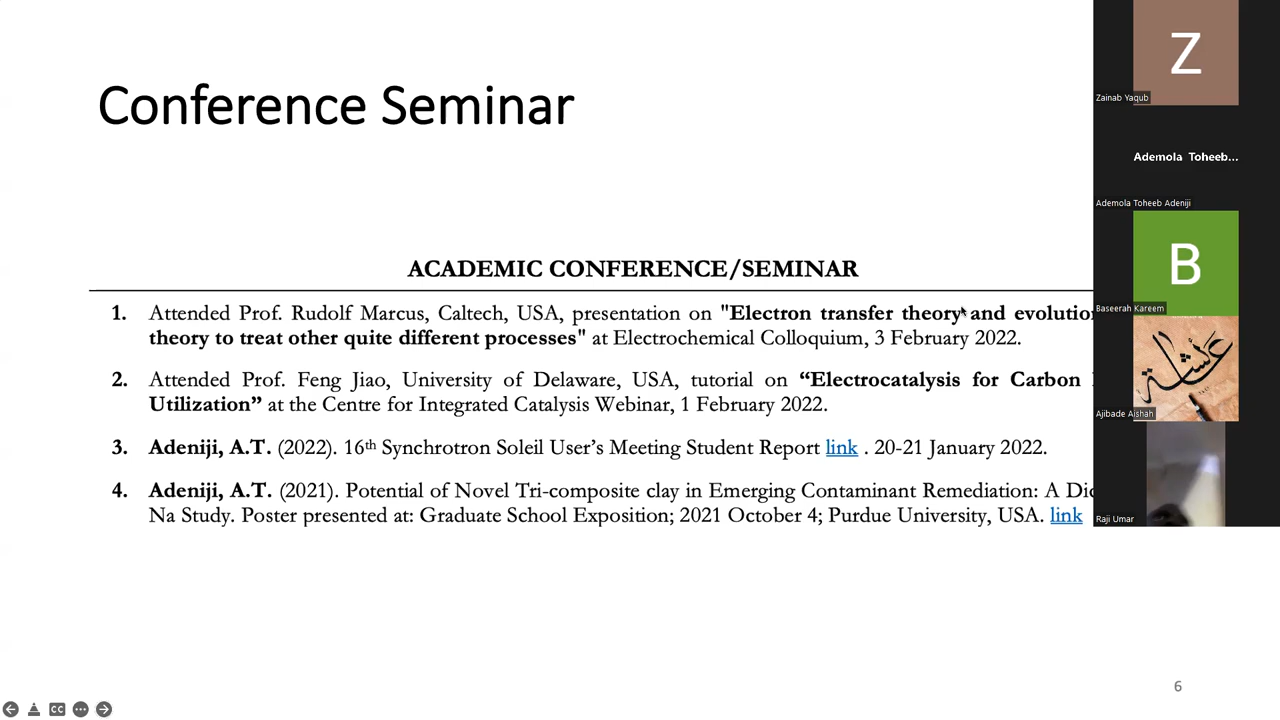 Conference Seminar
ACADEMIC CONFERENCE/SEMINAR
1. Attended Prof. Rudolf Marcus, Caltech, USA, presentation on "Electron transfer theory and
theory to treat other quite different processes" at Electrochemical Colloquium, 3 February 2022.
2. Attended Prof. Feng Jiao, University of Delaware, USA, tutorial on “Electrocatalysis for Carbon
Utilization” at the Centre for Integrated Catalysis Webinar, 1 February 2022.
3. Adeniji, A.T. (2022). 16th Synchrotron Soleil User’s Meeting Student Report link . 20-21 January 2022.
4. Adeniji, A.T. (2021). Potential of Novel Tri-composite clay in Emerging Contaminant Remediation: A
Na Study. Poster presented at: Graduate School Exposition; 2021 October 4; Purdue University, USA. link
6
CC
Z
Zainab Yaqub
Ademola Toheeb...
Ademola Toheeb Adeniji
B
Baseerah Kareem
عائشة
Ajibade Aishah
Raji Umar